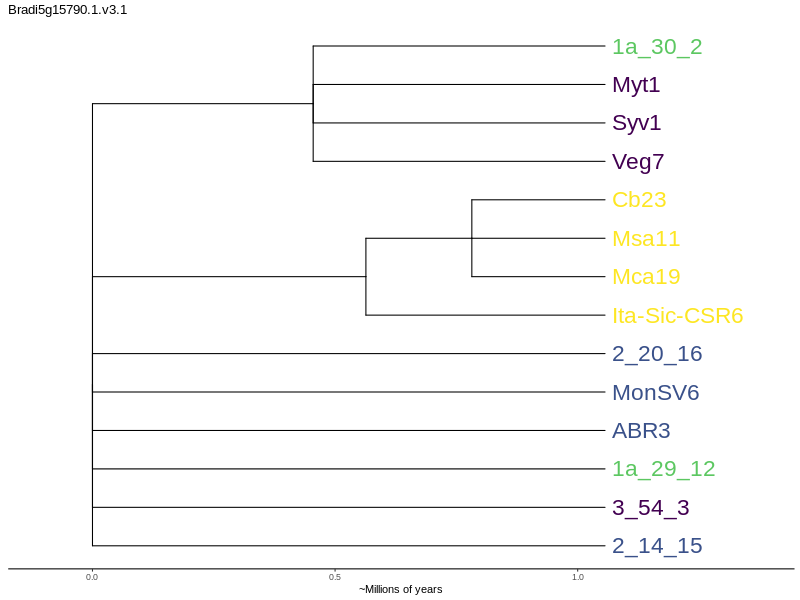 Bradi5g15790.1.v3.1
1a_30_2
Myt1
Syv1
Veg7
Cb23
Msa11
Mca19
Ita-Sic-CSR6
2_20_16
MonSV6
ABR3
1a_29_12
3_54_3
2_14_15
0.0 0.5 1.0
~Millions of years